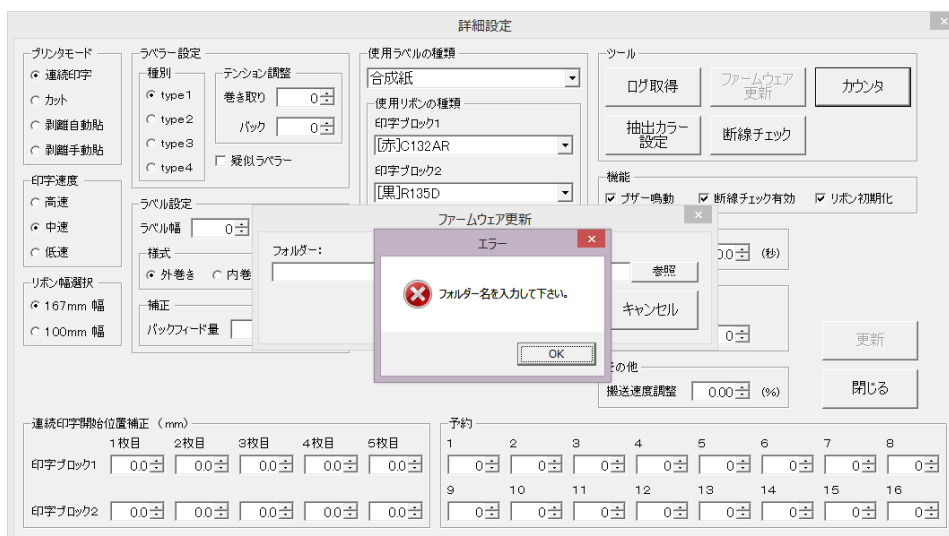 詳細設定
プリンタモード
連続印字
カット
剥離自動貼
剥離手動貼
印字速度
高速
中速
低速
リボン幅選択
167mm 幅
100mm 幅
ラベラー設定
種別
type1
type2
type3
type4
テンション調整
巻き取り 0
バック 0
疑似ラベラー
ラベル設定
ラベル幅 0
様式
外巻き 内巻
補正
バックフィード量
使用ラベルの種類
合成紙
使用リボンの種類
印字ブロック1
[赤]C132AR
印字ブロック2
[黒]R135D
ツール
ログ取得 ファームウェア更新 カウンタ
抽出カラー設定 断線チェック
機能
ブザー鳴動 断線チェック有効 リボン初期化
0.0 (秒)
0
その他
搬送速度調整 0.00 (%)
更新
閉じる
ファームウェア更新
フォルダー:
参照
キャンセル
エラー
フォルダー名を入力して下さい。
OK
連続印字開始位置補正 (mm)
1枚目 2枚目 3枚目 4枚目 5枚目
印字ブロック1 0.0 0.0 0.0 0.0 0.0
印字ブロック2 0.0 0.0 0.0 0.0 0.0
予約
1 2 3 4 5 6 7 8
0 0 0 0 0 0 0 0
9 10 11 12 13 14 15 16
0 0 0 0 0 0 0 0